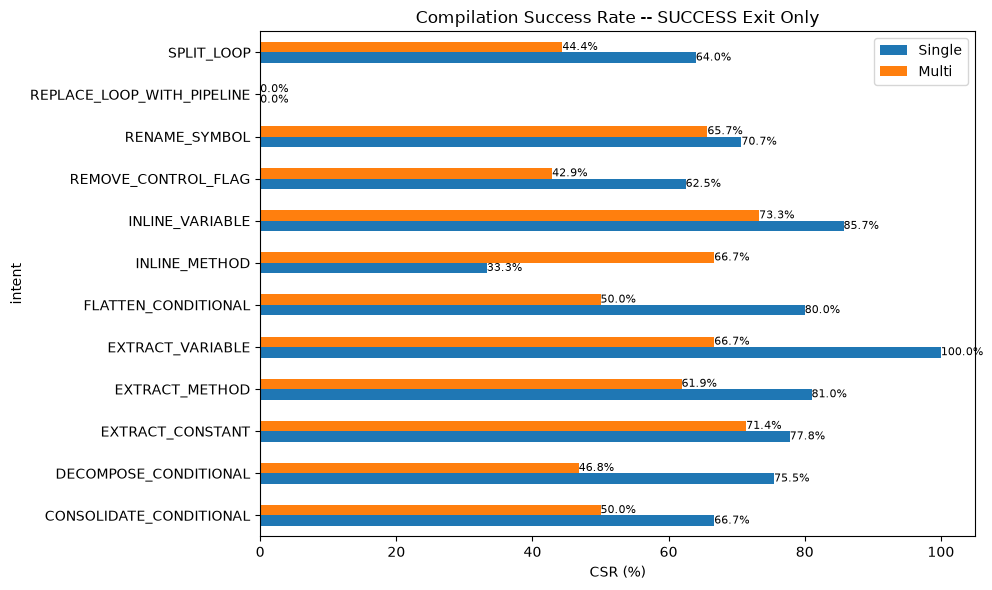 Compilation Success Rate -- SUCCESS Exit Only
Single
Multi
SPLIT_LOOP
44.4%
64.0%
REPLACE_LOOP_WITH_PIPELINE
0.0%
0.0%
RENAME_SYMBOL
65.7%
70.7%
REMOVE_CONTROL_FLAG
42.9%
62.5%
INLINE_VARIABLE
73.3%
85.7%
INLINE_METHOD
66.7%
33.3%
FLATTEN_CONDITIONAL
50.0%
80.0%
EXTRACT_VARIABLE
66.7%
100.0%
EXTRACT_METHOD
61.9%
81.0%
EXTRACT_CONSTANT
71.4%
77.8%
DECOMPOSE_CONDITIONAL
46.8%
75.5%
CONSOLIDATE_CONDITIONAL
50.0%
66.7%
intent
0 20 40 60 80 100
CSR (%)